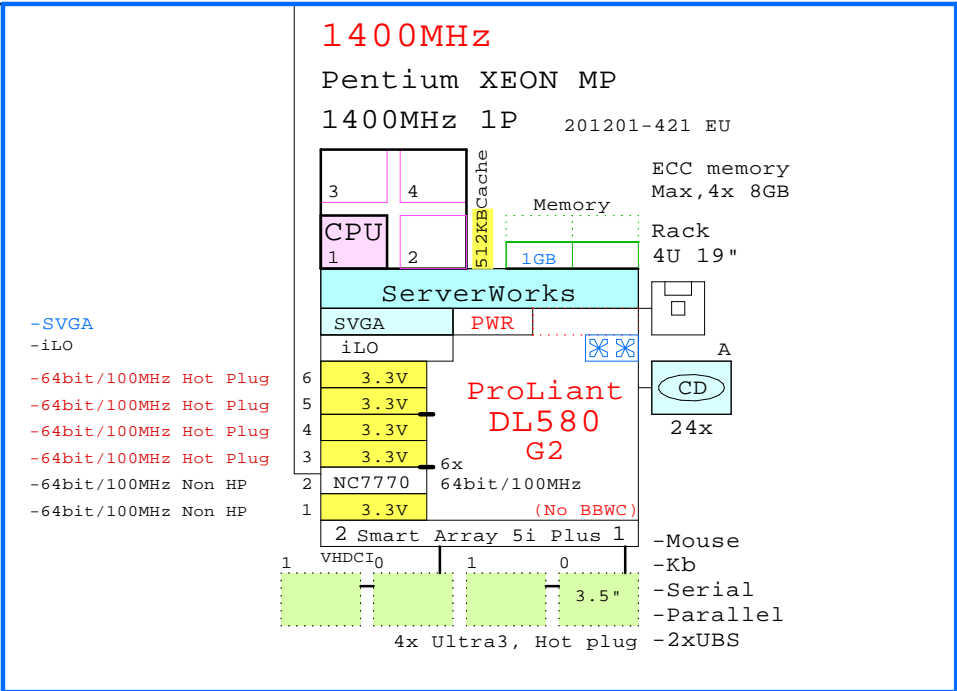 1400MHz
Pentium XEON MP
1400MHz 1P 201201-421 EU
3 4
CPU
1 2
512KBCache
Memory
1GB
ECC memory
Max,4x 8GB
Rack
4U 19"
ServerWorks
SVGA PWR
iLO
-SVGA
-iLO
-64bit/100MHz Hot Plug 6 3.3V
-64bit/100MHz Hot Plug 5 3.3V
-64bit/100MHz Hot Plug 4 3.3V
-64bit/100MHz Hot Plug 3 3.3V
-64bit/100MHz Non HP 2 NC7770
-64bit/100MHz Non HP 1 3.3V
ProLiant
DL580
G2
6x
64bit/100MHz
(No BBWC)
A
CD
24x
2 Smart Array 5i Plus 1
VHDCI
1 0 1 0
3.5"
4x Ultra3, Hot plug
-Mouse
-Kb
-Serial
-Parallel
-2xUBS